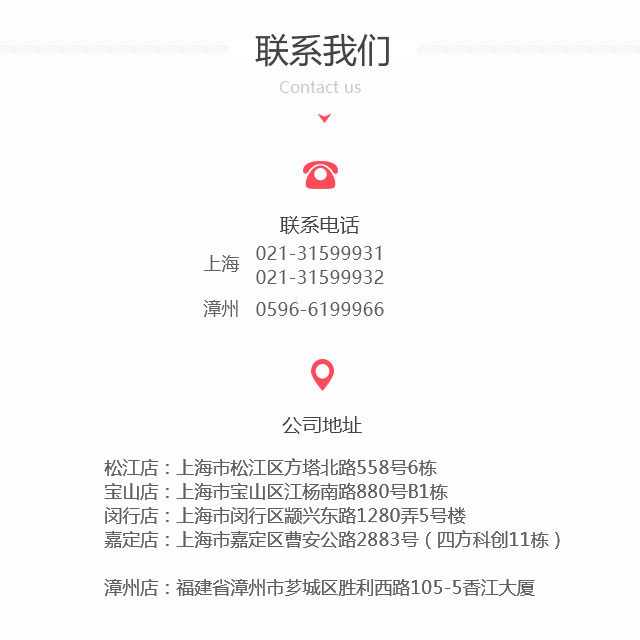 联系我们
Contact us
联系电话
上海 021-31599931
021-31599932
漳州 0596-6199966
公司地址
松江店：上海市松江区方塔北路558号6栋
宝山店：上海市宝山区江杨南路880号B1栋
闵行店：上海市闵行区颛兴东路1280弄5号楼
嘉定店：上海市嘉定区曹安公路2883号（四方科创11栋）
漳州店：福建省漳州市芗城区胜利西路105-5香江大厦